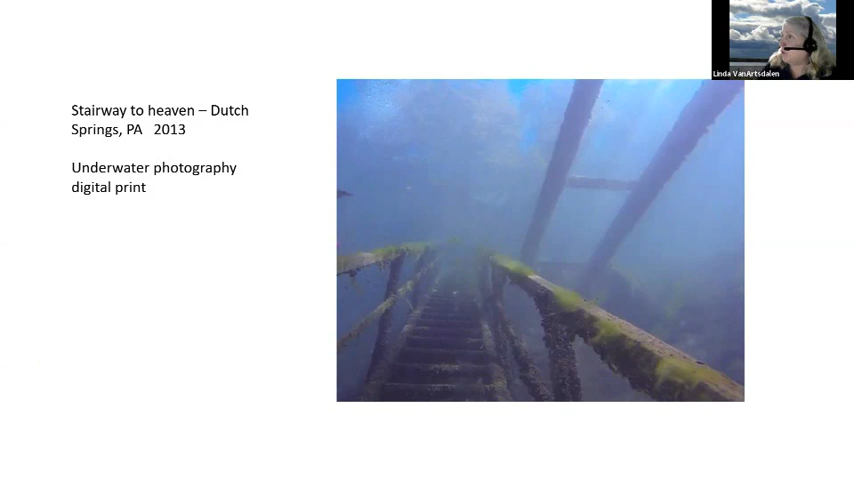 Linda VanArtsdalen
Stairway to heaven – Dutch
Springs, PA   2013
Underwater photography
digital print